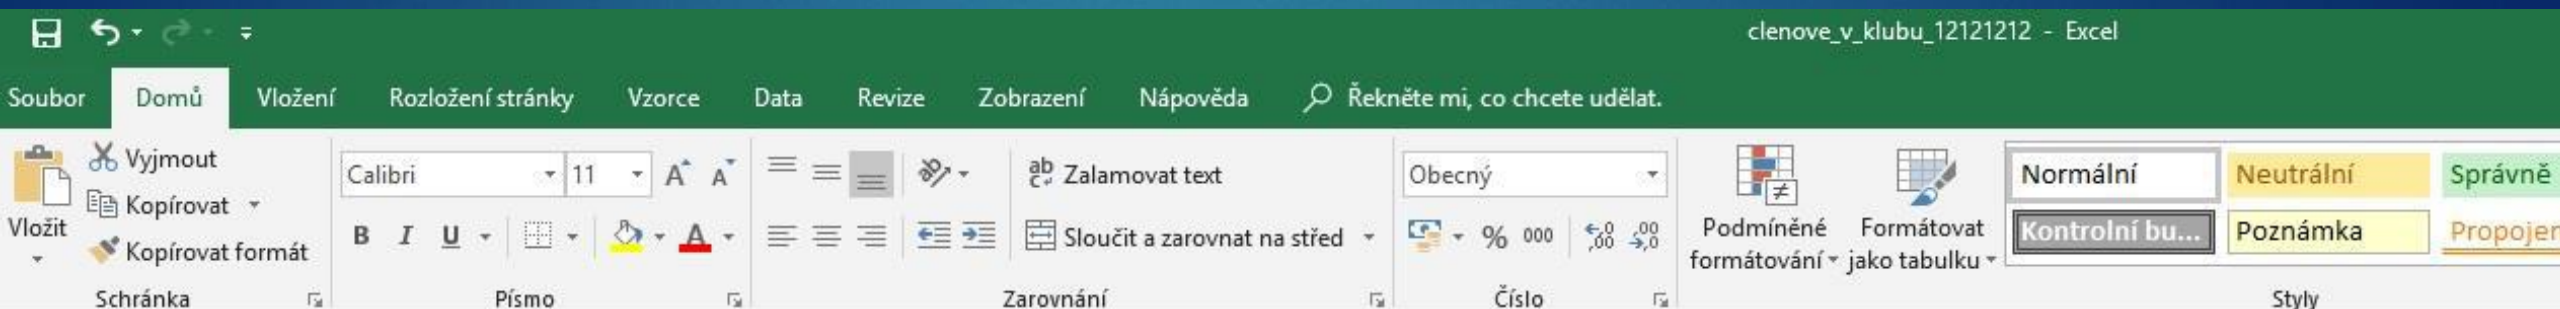 clenove_v_klubu_12121212 - Excel
Soubor Domů Vložení Rozložení stránky Vzorce Data Revize Zobrazení Nápověda Řekněte mi, co chcete udělat.
Vložit
Vyjmout
Kopírovat
Kopírovat formát
Schránka
Calibri 11
B I U A
Písmo
Zalamovat text
Sloučit a zarovnat na střed
Zarovnání
Obecný
% 000
Číslo
Podmíněné formátování
Formátovat jako tabulku
Normální Neutrální Správně
Kontrolní bu... Poznámka Propojen
Styly